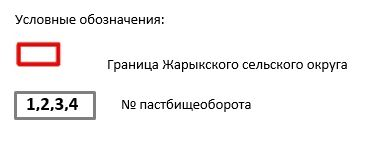 Условные обозначения:
Граница Жарыкского сельского округа
1,2,3,4 № пастбищеоборота